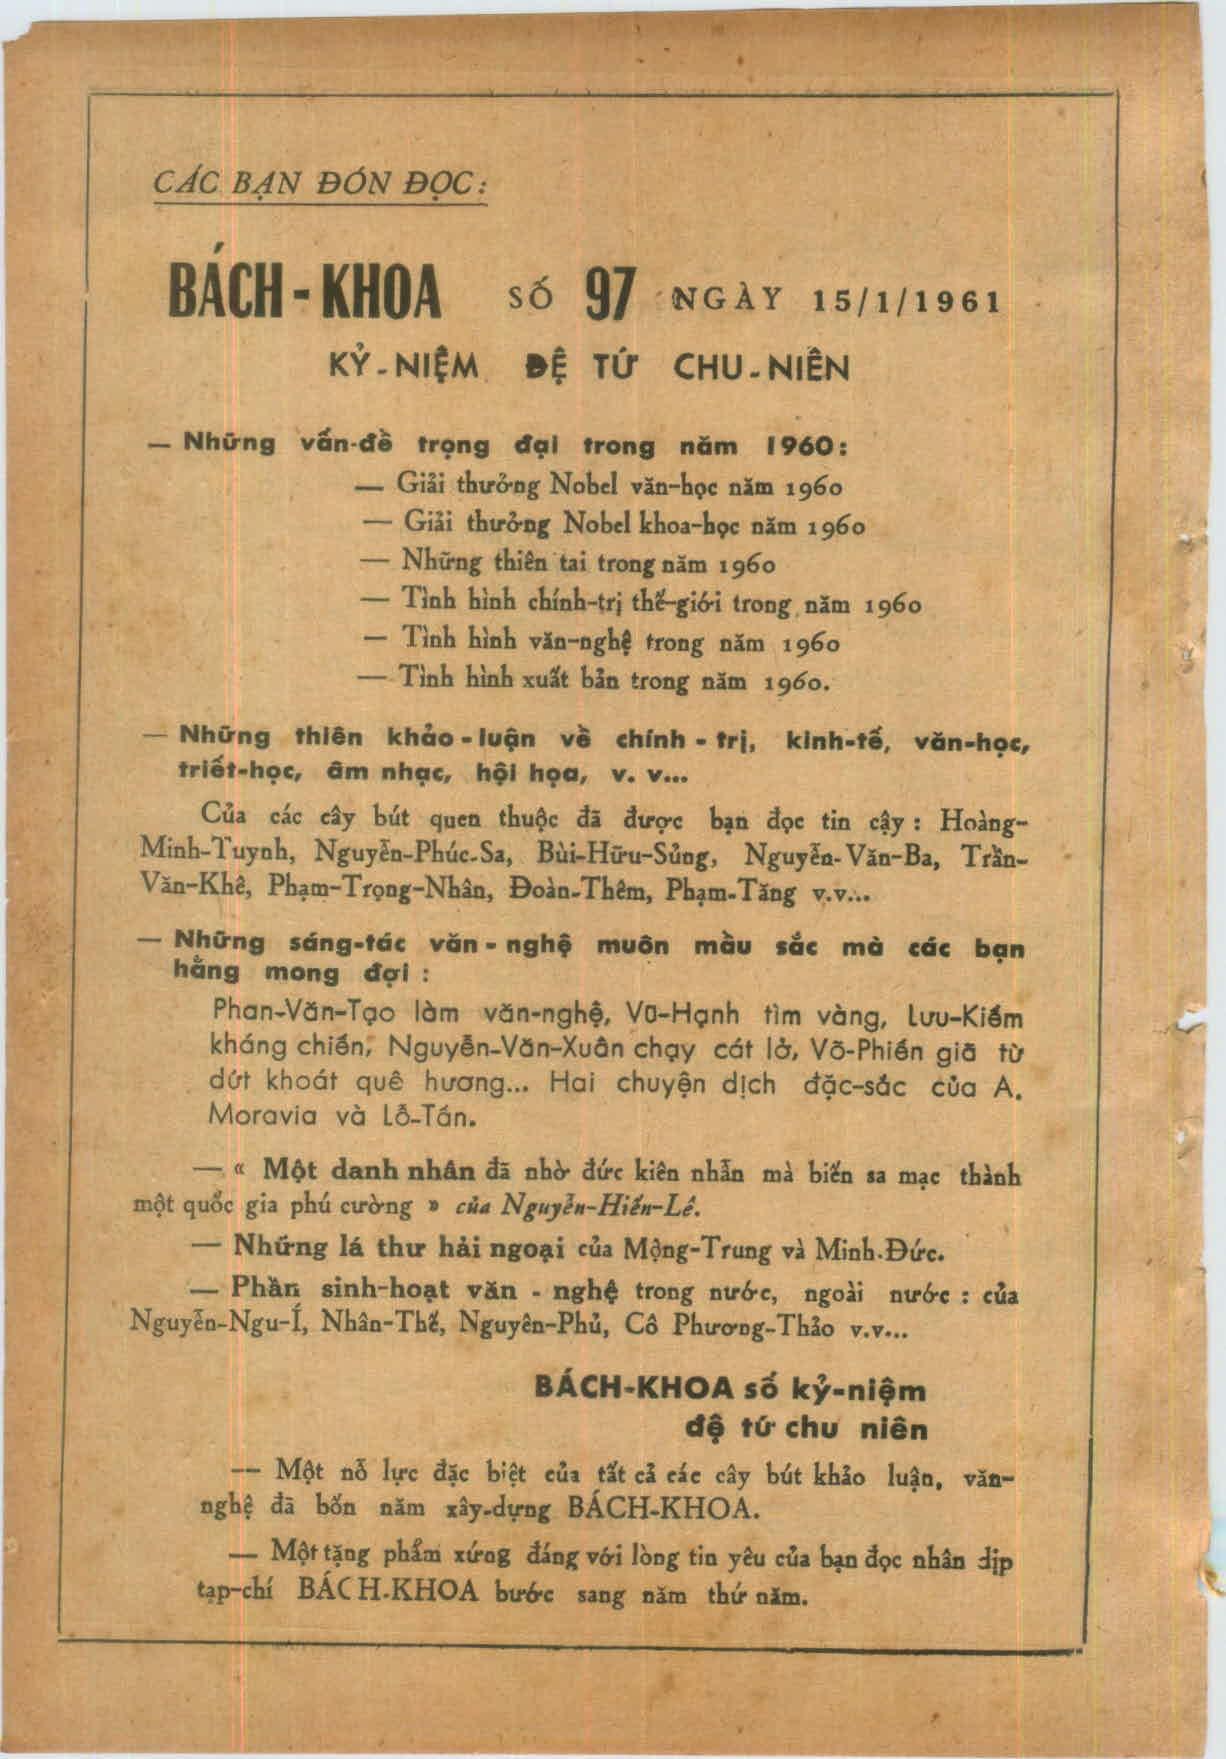 CÁC BẠN ĐÓN ĐỌC:
BÁCH-KHOA SỐ 97 NGÀY 15/1/1961
KỶ-NIỆM ĐỆ TỨ CHU-NIÊN
— Những vấn-đề trọng đại trong năm 1960:
— Giải thưởng Nobel văn-học năm 1960
— Giải thưởng Nobel khoa-học năm 1960
— Những thiên tai trong năm 1960
— Tình hình chính-trị thế-giới trong năm 1960
— Tình hình văn-nghệ trong năm 1960
— Tình hình xuất bản trong năm 1960.
— Những thiên khảo-luận về chính-trị, kinh-tế, văn-học,
triết-học, âm nhạc, hội họa, v. v...
Của các cây bút quen thuộc đã được bạn đọc tin cậy : Hoàng-
Minh-Tuynh, Nguyễn-Phúc-Sa, Bùi-Hữu-Sủng, Nguyễn-Văn-Ba, Trần-
Văn-Khê, Phạm-Trọng-Nhân, Đoàn-Thêm, Phạm-Tăng v.v...
— Những sáng-tác văn-nghệ muôn mầu sắc mà các bạn
hằng mong đợi :
Phan-Văn-Tạo làm văn-nghệ, Vũ-Hạnh tìm vàng, Lưu-Kiếm
kháng chiến, Nguyễn-Văn-Xuân chạy cát lở, Võ-Phiến giã từ
dứt khoát quê hương... Hai chuyện dịch đặc-sắc của A.
Moravia và Lỗ-Tấn.
— « Một danh nhân đã nhờ đức kiên nhẫn mà biến sa mạc thành
một quốc gia phú cường » của Nguyễn-Hiến-Lê.
— Những lá thư hải ngoại của Mộng-Trung và Minh-Đức.
— Phần sinh-hoạt văn-nghệ trong nước, ngoài nước : của
Nguyễn-Ngu-Í, Nhân-Thế, Nguyên-Phủ, Cô Phương-Thảo v.v...
BÁCH-KHOA số kỷ-niệm
đệ tứ chu niên
— Một nỗ lực đặc biệt của tất cả các cây bút khảo luận, văn-
nghệ đã bốn năm xây-dựng BÁCH-KHOA.
— Một tặng phẩm xứng đáng với lòng tin yêu của bạn đọc nhân dịp
tạp-chí BÁCH-KHOA bước sang năm thứ năm.